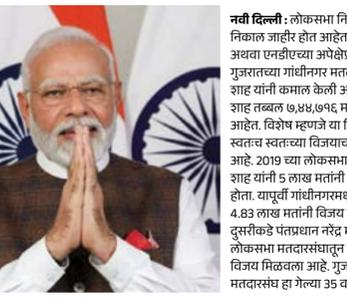 नवी दिल्ली : लोकसभा नि
निकाल जाहीर होत आहेत
अथवा एनडीएच्या अपेक्षेप्र
गुजरातच्या गांधीनगर मत
शाह यांनी कमाल केली अ
शाह तब्बल ७,४४,७१६ म
आहेत. विशेष म्हणजे या नि
स्वतःच स्वतःच्या विजयाच
आहे. 2019 च्या लोकसभ
शाह यांनी 5 लाख मतांनी
होता. यापूर्वी गांधीनगरमध
4.83 लाख मतांनी विजय
दुसरीकडे पंतप्रधान नरेंद्र म
लोकसभा मतदारसंघातून
विजय मिळवला आहे. गुज
मतदारसंघ हा गेल्या 35 व